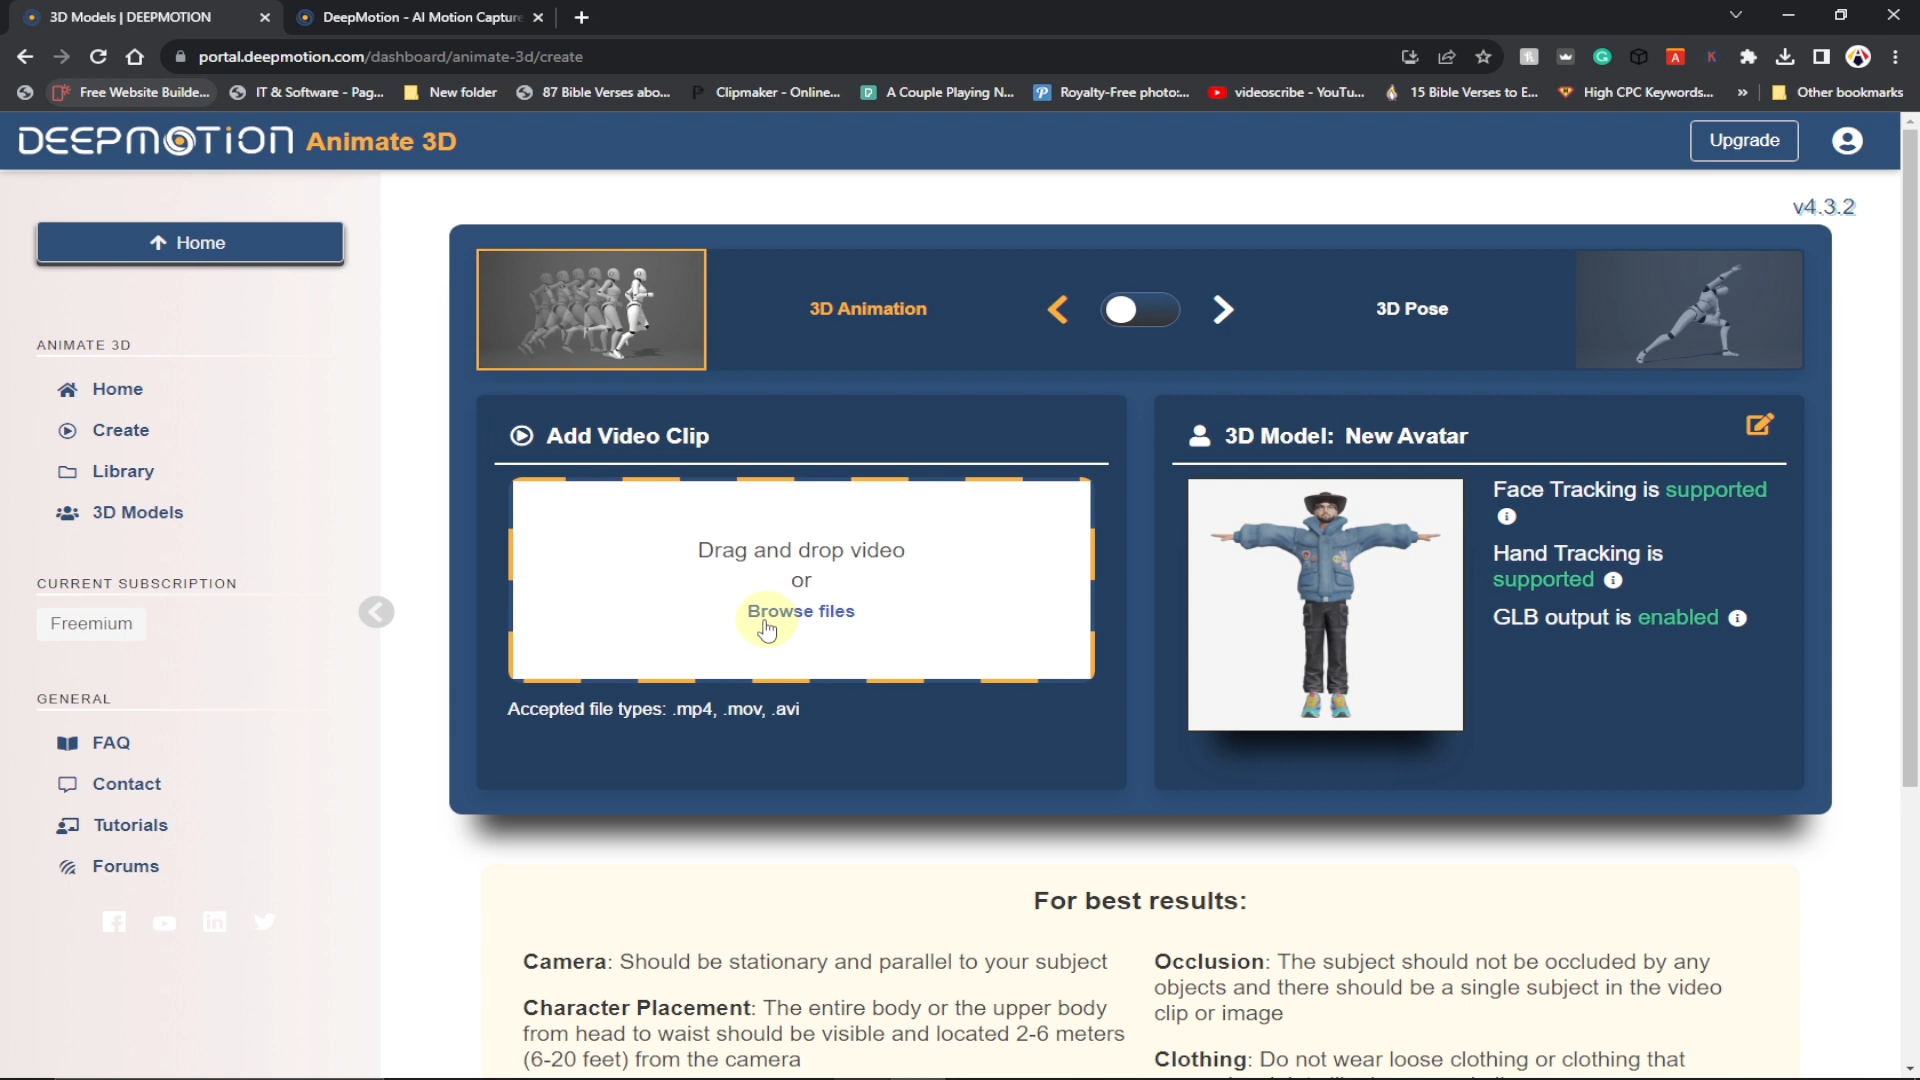 3D Models | DEEPMOTION
DeepMotion - AI Motion Capture
portal.deepmotion.com/dashboard/animate-3d/create
Free Website Builde...
IT & Software - Pag...
New folder
87 Bible Verses abo...
Clipmaker - Online...
A Couple Playing N...
Royalty-Free photo:...
videoscribe - YouTu...
15 Bible Verses to E...
High CPC Keywords...
»
Other bookmarks
DEEPMOTION Animate 3D
Upgrade
v4.3.2
Home
ANIMATE 3D
Home
Create
Library
3D Models
CURRENT SUBSCRIPTION
Freemium
GENERAL
FAQ
Contact
Tutorials
Forums
3D Animation
3D Pose
Add Video Clip
Drag and drop video
or
Browse files
Accepted file types: .mp4, .mov, .avi
3D Model: New Avatar
Face Tracking is supported
Hand Tracking is
supported
GLB output is enabled
For best results:
Camera: Should be stationary and parallel to your subject
Character Placement: The entire body or the upper body
from head to waist should be visible and located 2-6 meters
(6-20 feet) from the camera
Occlusion: The subject should not be occluded by any
objects and there should be a single subject in the video
clip or image
Clothing: Do not wear loose clothing or clothing that